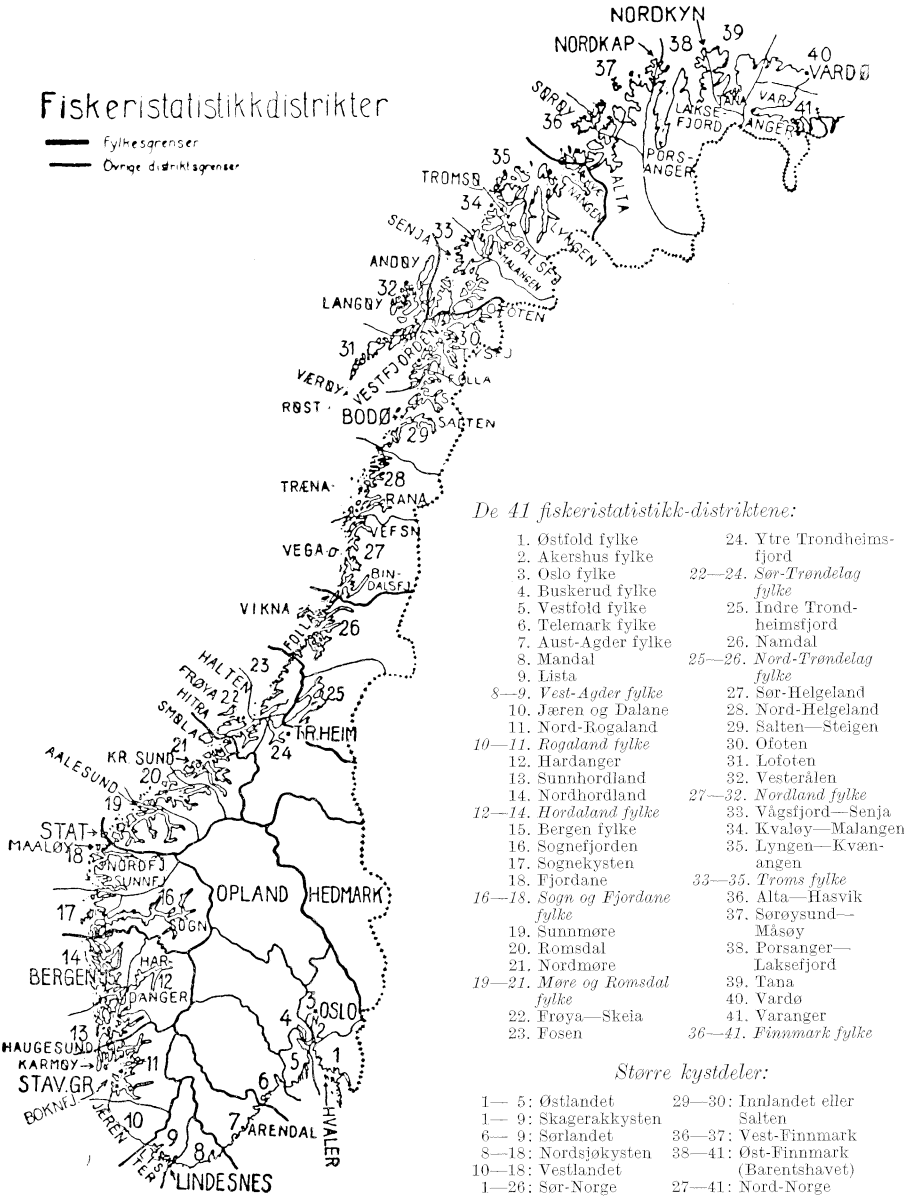 Fiskeristatistikkdistrikter
Fylkesgrenser
Övrige distriktsgrenser
NORDKYN
39
NORDKAP
38
40
VARDØ
37
TANA
VAR-
ANGER
41
SØRØY
36
LAKSE-
FJORD
PORS-
ANGER
ALTA
35
KVE
NANGEN
TROMSØ
34
LYNGEN
33
SENJA
BALSFJ
MALANGEN
ANDØY
32
LANGØY
OFOTEN
31
30
TYSFJ
VESTFJORDEN
FOLLA
VÆRØY
RØST
BODØ
SALTEN
29
28
TRÆNA
RANA
VEFSN
VEGA
27
BIN-
DALSFJ
VIKNA
26
FOLLA
23
HALTEN
25
FRØYA
22
HITRA
SMØLA
TR.HEIM
24
21
KR.SUND
20
AALESUND
19
STAT
MAALØY
18
NORDFJ
SUNNFJ
OPLAND
HEDMARK
16
17
SOGN
14
BERGEN
HAR-
12
DANGER
3
OSLO
4
2
13
HAUGESUND
KARMØY
11
1
5
STAV.GR
6
BOKNFJ
JÆREN
10
7
ARENDAL
HVALER
9
8
LYST
TER
LINDESNES
De 41 fiskeristatistikk-distriktene:
1. Østfold fylke
2. Akershus fylke
3. Oslo fylke
4. Buskerud fylke
5. Vestfold fylke
6. Telemark fylke
7. Aust-Agder fylke
8. Mandal
9. Lista
8—9. Vest-Agder fylke
10. Jæren og Dalane
11. Nord-Rogaland
10—11. Rogaland fylke
12. Hardanger
13. Sunnhordland
14. Nordhordland
12—14. Hordaland fylke
15. Bergen fylke
16. Sognefjorden
17. Sognekysten
18. Fjordane
16—18. Sogn og Fjordane
fylke
19. Sunnmøre
20. Romsdal
21. Nordmøre
19—21. Møre og Romsdal
fylke
22. Frøya—Skeia
23. Fosen
24. Ytre Trondheims-
fjord
22—24. Sør-Trøndelag
fylke
25. Indre Trond-
heimsfjord
26. Namdal
25—26. Nord-Trøndelag
fylke
27. Sør-Helgeland
28. Nord-Helgeland
29. Salten—Steigen
30. Ofoten
31. Lofoten
32. Vesterålen
27—32. Nordland fylke
33. Vågsfjord—Senja
34. Kvaløy—Malangen
35. Lyngen—Kvæn-
angen
33—35. Troms fylke
36. Alta—Hasvik
37. Sørøysund—
Måsøy
38. Porsanger—
Laksefjord
39. Tana
40. Vardø
41. Varanger
36—41. Finnmark fylke
Større kystdeler:
1— 5: Østlandet
1— 9: Skagerakkysten
6— 9: Sørlandet
8—18: Nordsjøkysten
10—18: Vestlandet
1—26: Sør-Norge
29—30: Innlandet eller
Salten
36—37: Vest-Finnmark
38—41: Øst-Finnmark
(Barentshavet)
27—41: Nord-Norge